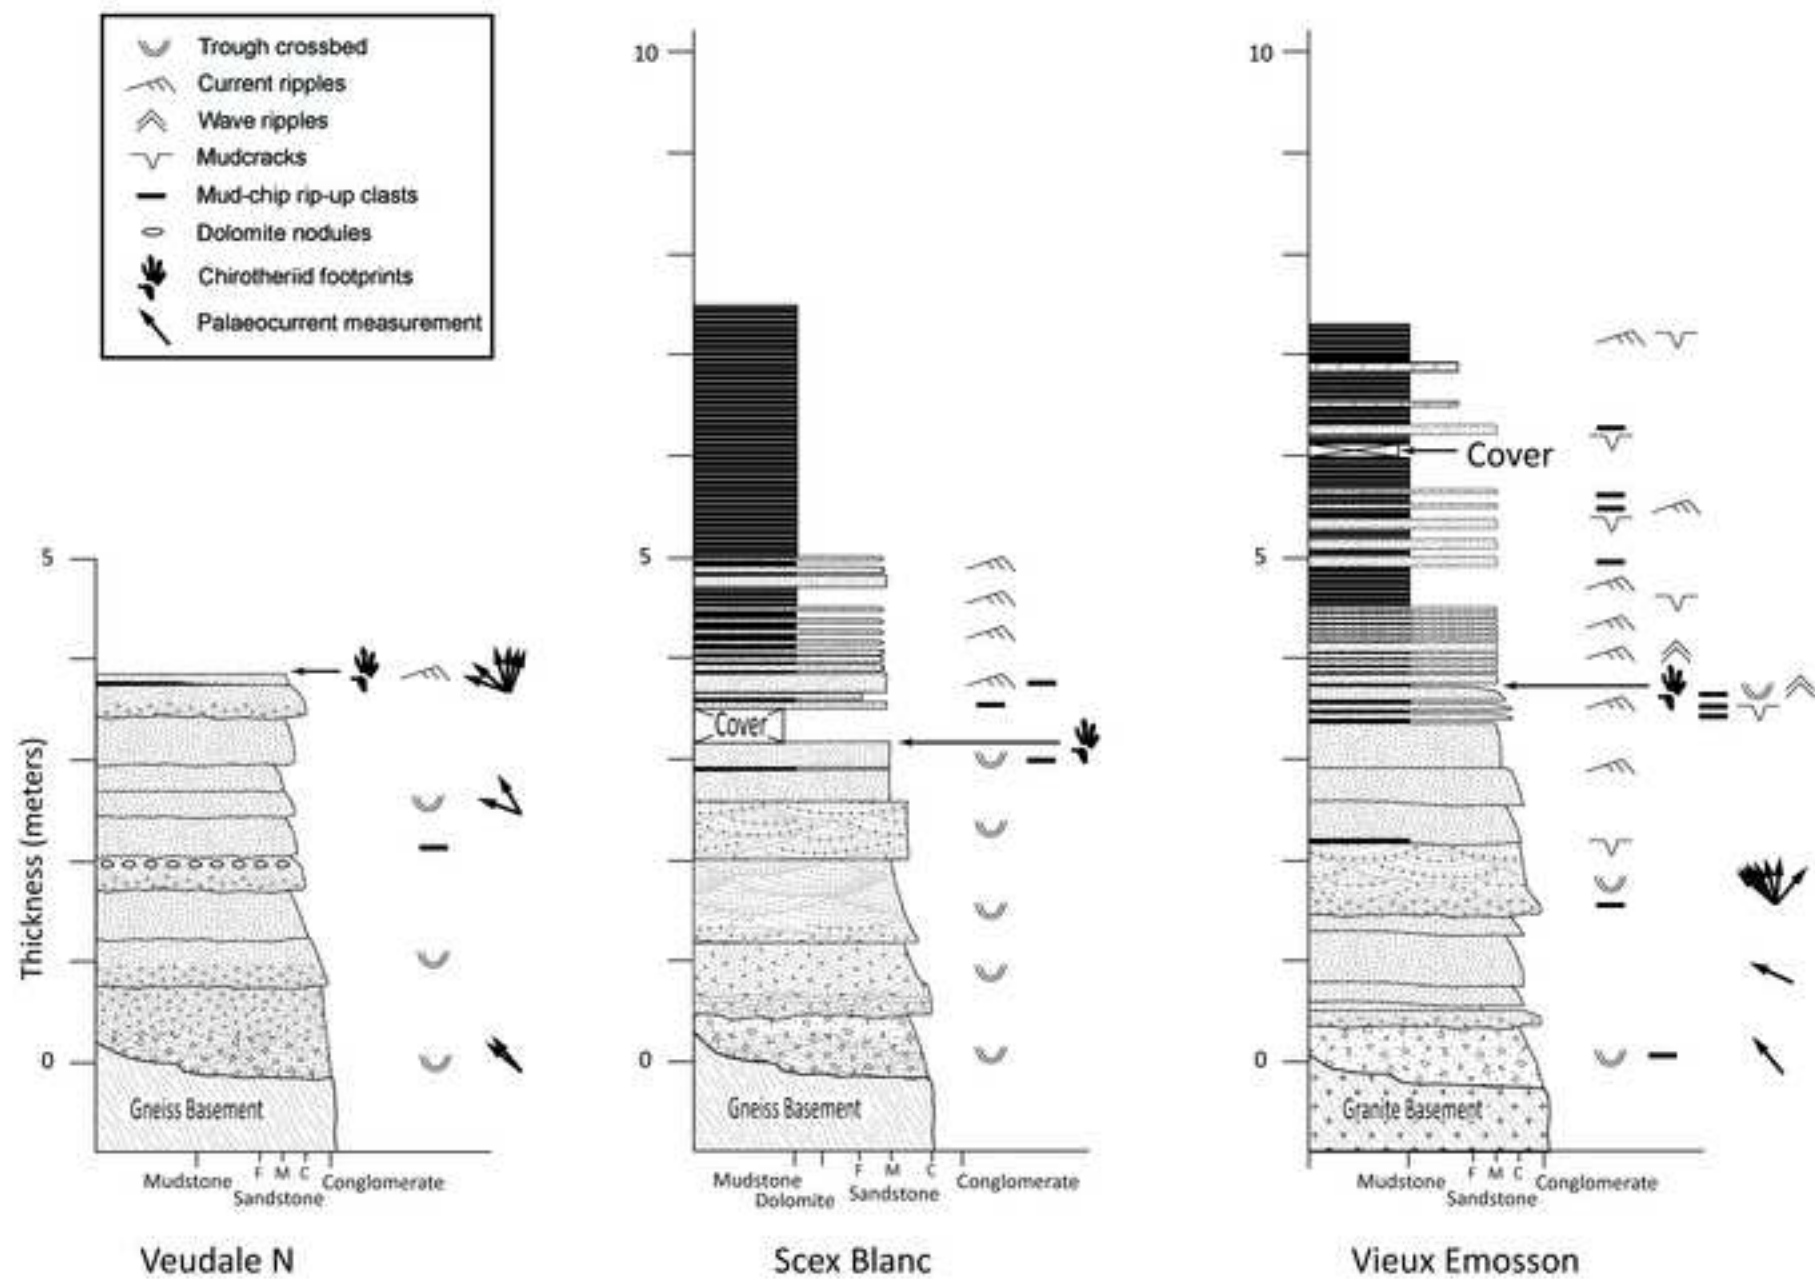 Trough crossbed
Current ripples
Wave ripples
Mudcracks
Mud-chip rip-up clasts
Dolomite nodules
Chirotheriid footprints
Palaeocurrent measurement
Thickness (meters)
5
0
Gneiss Basement
F M C
Mudstone Conglomerate
Sandstone
Veudale N
10
5
0
Cover
Gneiss Basement
F M C
Mudstone Sandstone Conglomerate
Dolomite
Scex Blanc
10
5
0
Cover
Granite Basement
F M C
Mudstone Conglomerate
Sandstone
Vieux Emosson